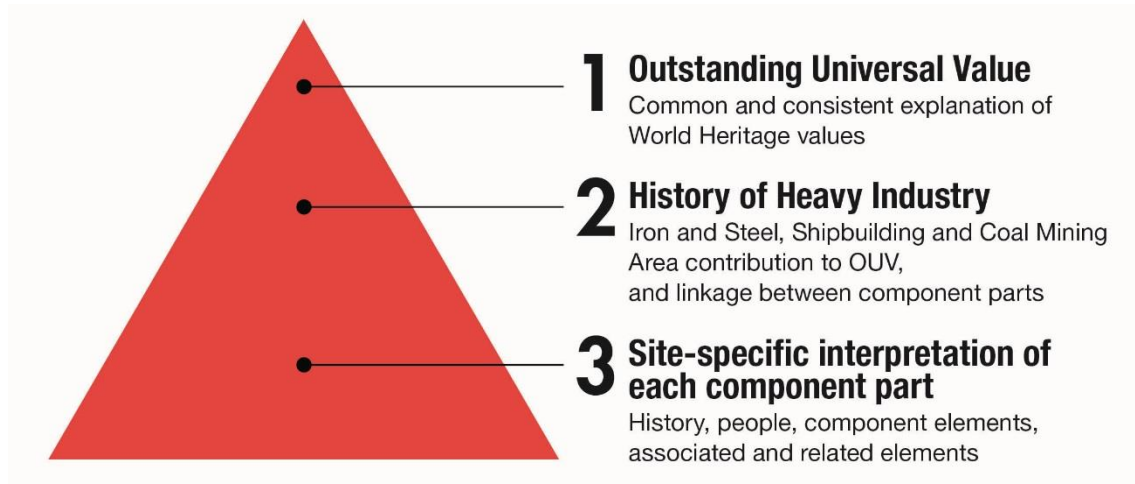 1 Outstanding Universal Value
Common and consistent explanation of
World Heritage values
2 History of Heavy Industry
Iron and Steel, Shipbuilding and Coal Mining
Area contribution to OUV,
and linkage between component parts
3 Site-specific interpretation of
each component part
History, people, component elements,
associated and related elements